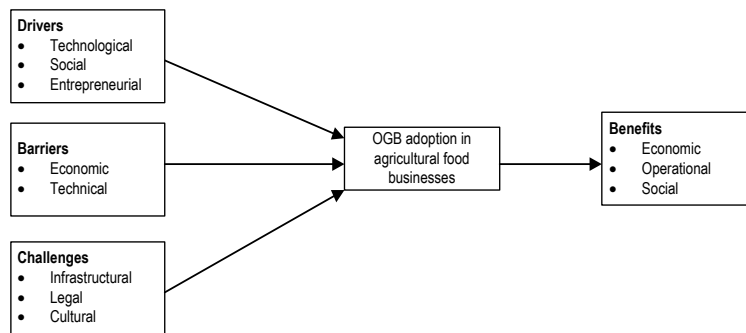 Drivers
• Technological
• Social
• Entrepreneurial
Barriers
• Economic
• Technical
Challenges
• Infrastructural
• Legal
• Cultural
OGB adoption in
agricultural food
businesses
Benefits
• Economic
• Operational
• Social